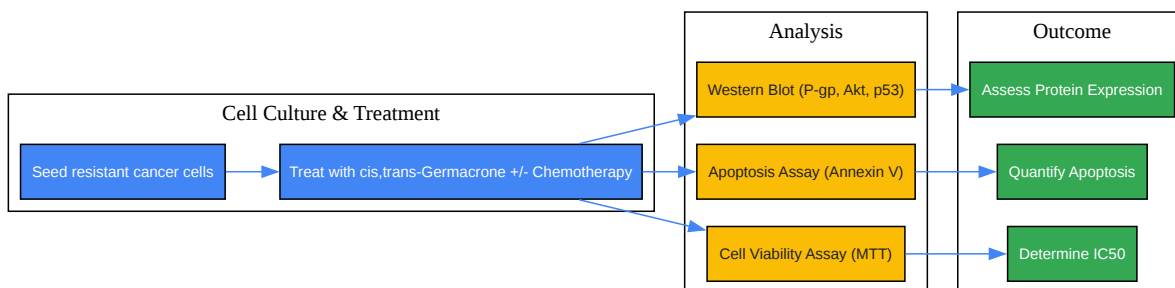 Cell Culture & Treatment
Seed resistant cancer cells
Treat with cis,trans-Germacrone +/- Chemotherapy
Analysis
Western Blot (P-gp, Akt, p53)
Apoptosis Assay (Annexin V)
Cell Viability Assay (MTT)
Outcome
Assess Protein Expression
Quantify Apoptosis
Determine IC50